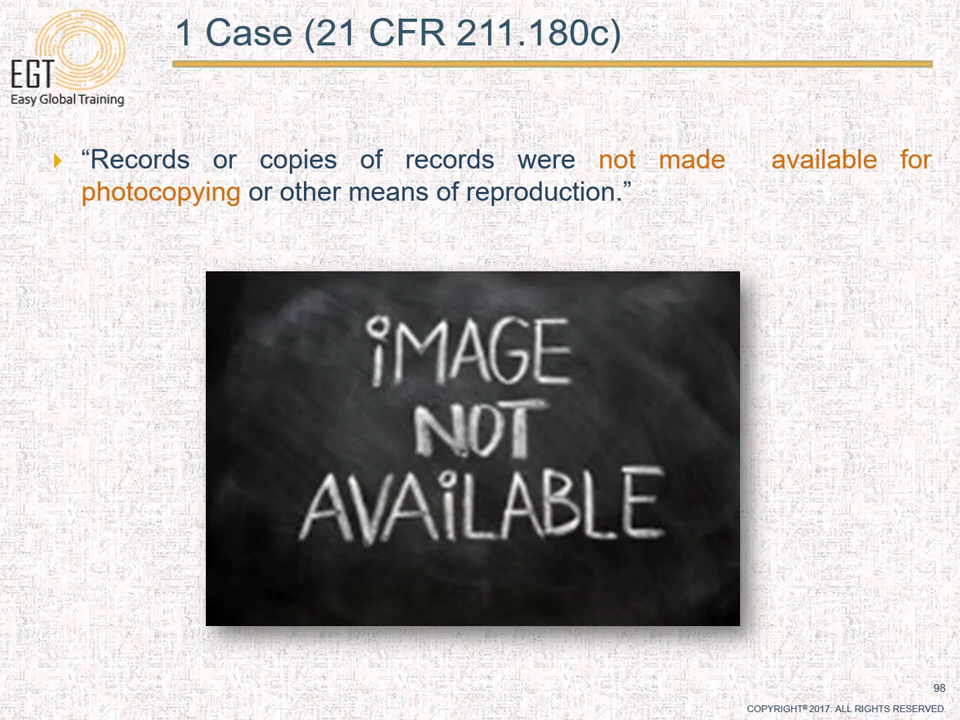 1 Case (21 CFR 211.180c)
EGT
Easy Global Training
“Records or copies of records were not made available for
photocopying or other means of reproduction.”
iMAGE
NOT
AVAiLABLE
98
COPYRIGHT® 2017. ALL RIGHTS RESERVED.